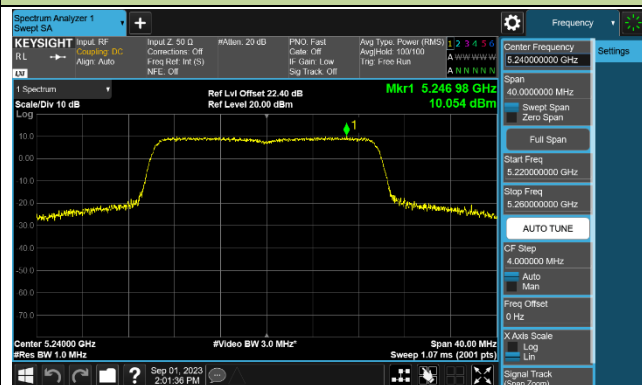 Spectrum Analyzer 1
Swept SA
Frequency
KEYSIGHT
RL
LXI
Input: RF
Coupling: DC
Align: Auto
Input Z: 50 Ω
Corrections: Off
Freq Ref: Int (S)
NFE: Off
#Atten: 20 dB
PNO: Fast
Gate: Off
IF Gain: Low
Sig Track: Off
Avg Type: Power (RMS)
Avg|Hold: 100/100
Trig: Free Run
1 2 3 4 5 6
A W W W W W
A N N N N N
1 Spectrum
Scale/Div 10 dB
Log
Ref Lvl Offset 22.40 dB
Ref Level 20.00 dBm
Mkr1 5.246 98 GHz
10.054 dBm
1
10.0
0.00
-10.0
-20.0
-30.0
-40.0
-50.0
-60.0
-70.0
Center 5.24000 GHz
#Res BW 1.0 MHz
#Video BW 3.0 MHz*
Span 40.00 MHz
Sweep 1.07 ms (2001 pts)
Sep 01, 2023
2:01:36 PM
Center Frequency
5.240000000 GHz
Settings
Span
40.0000000 MHz
Swept Span
Zero Span
Full Span
Start Freq
5.220000000 GHz
Stop Freq
5.260000000 GHz
AUTO TUNE
CF Step
4.000000 MHz
Auto
Man
Freq Offset
0 Hz
X Axis Scale
Log
Lin
Signal Track
(Span Zoom)